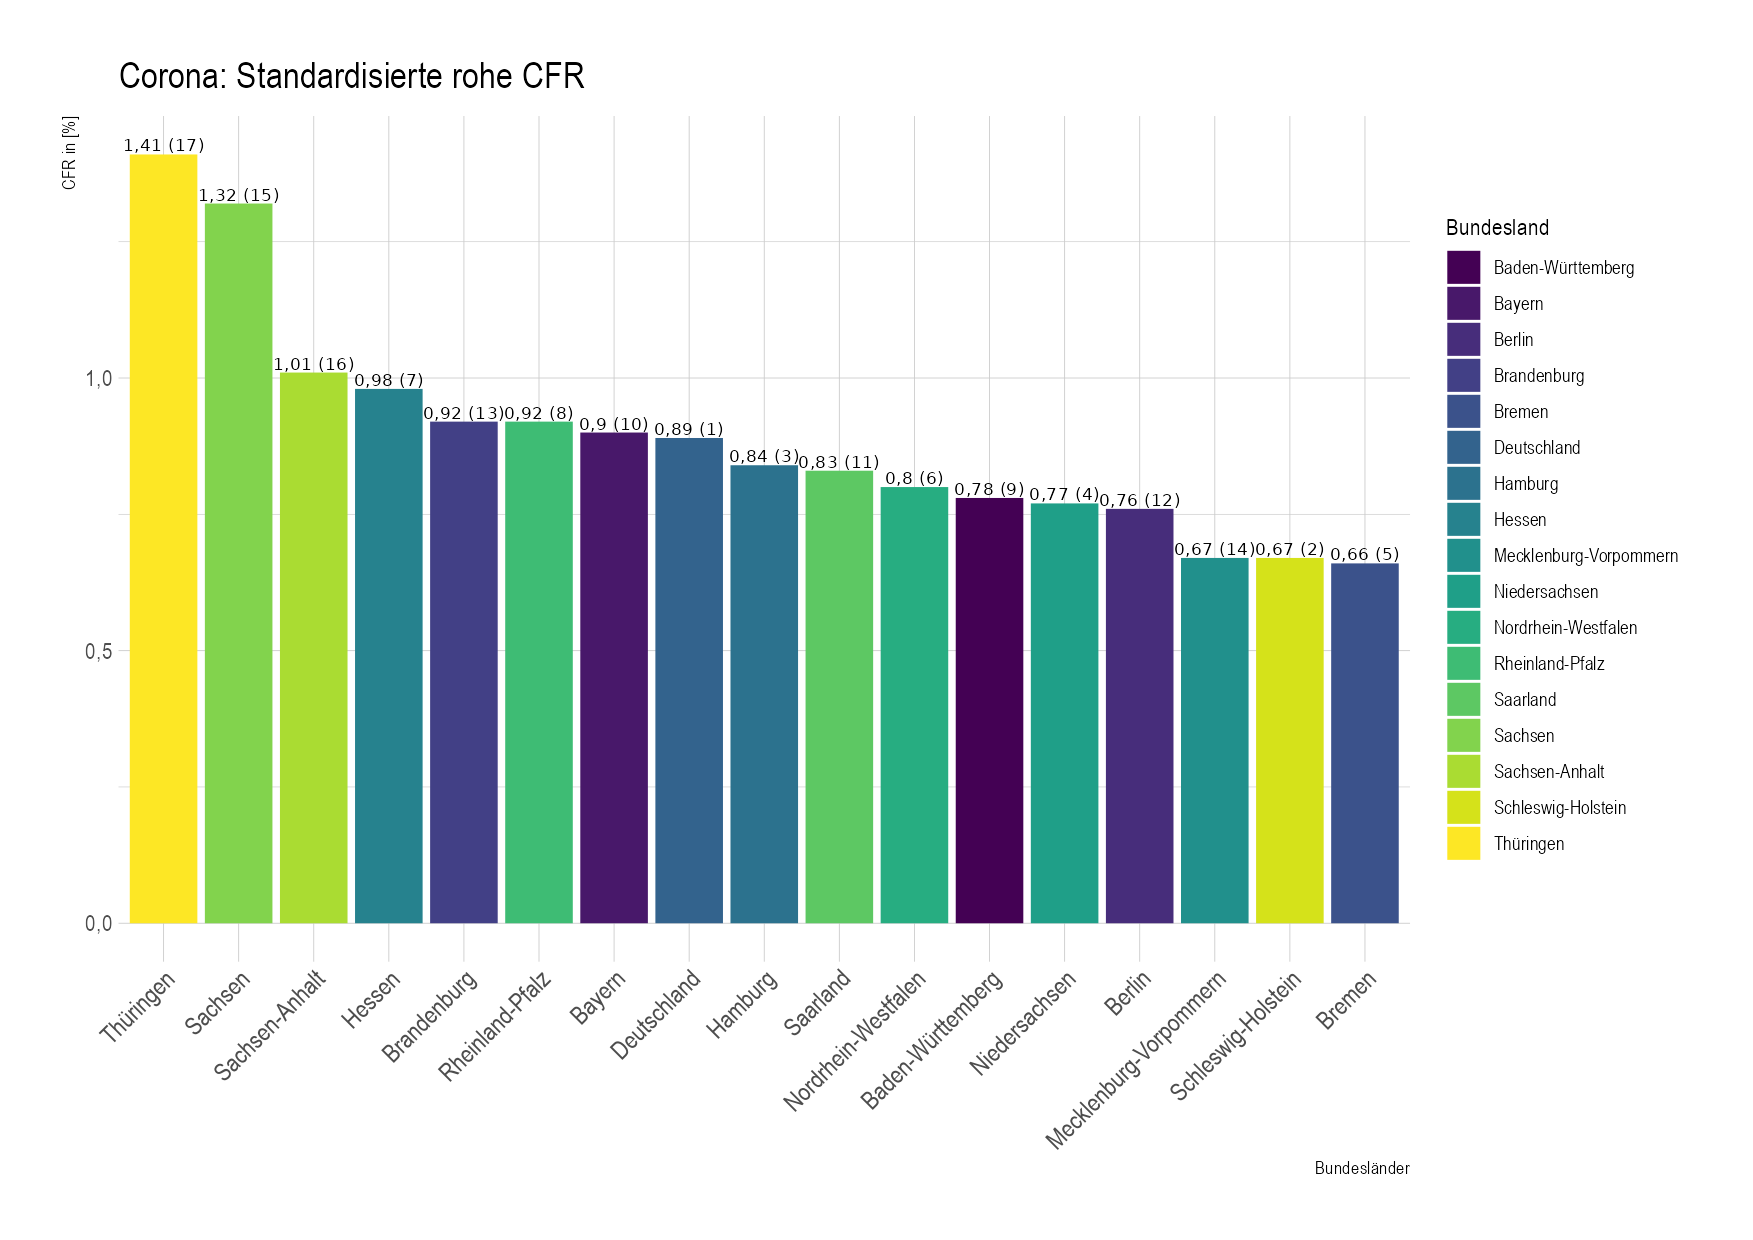 Corona: Standardisierte rohe CFR
CFR in [%]
1,41 (17)
1,32 (15)
1,01 (16)
0,98 (7)
0,92 (13)
0,92 (8)
0,9 (10)
0,89 (1)
0,84 (3)
0,83 (11)
0,8 (6)
0,78 (9)
0,77 (4)
0,76 (12)
0,67 (14)
0,67 (2)
0,66 (5)
1,0
0,5
0,0
Thüringen
Sachsen
Sachsen-Anhalt
Hessen
Brandenburg
Rheinland-Pfalz
Bayern
Deutschland
Hamburg
Saarland
Nordrhein-Westfalen
Baden-Württemberg
Niedersachsen
Berlin
Mecklenburg-Vorpommern
Schleswig-Holstein
Bremen
Bundesländer
Bundesland
Baden-Württemberg
Bayern
Berlin
Brandenburg
Bremen
Deutschland
Hamburg
Hessen
Mecklenburg-Vorpommern
Niedersachsen
Nordrhein-Westfalen
Rheinland-Pfalz
Saarland
Sachsen
Sachsen-Anhalt
Schleswig-Holstein
Thüringen